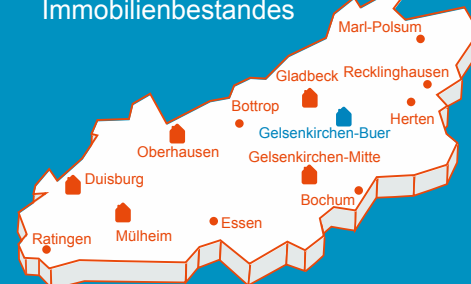 Immobilienbestandes
Marl-Polsum
Gladbeck
Recklinghausen
Bottrop
Herten
Gelsenkirchen-Buer
Oberhausen
Gelsenkirchen-Mitte
Duisburg
Bochum
Essen
Mülheim
Ratingen